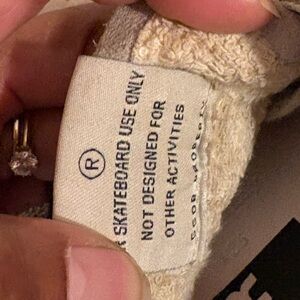 ®
R SKATEBOARD USE ONLY
NOT DESIGNED FOR
OTHER ACTIVITIES